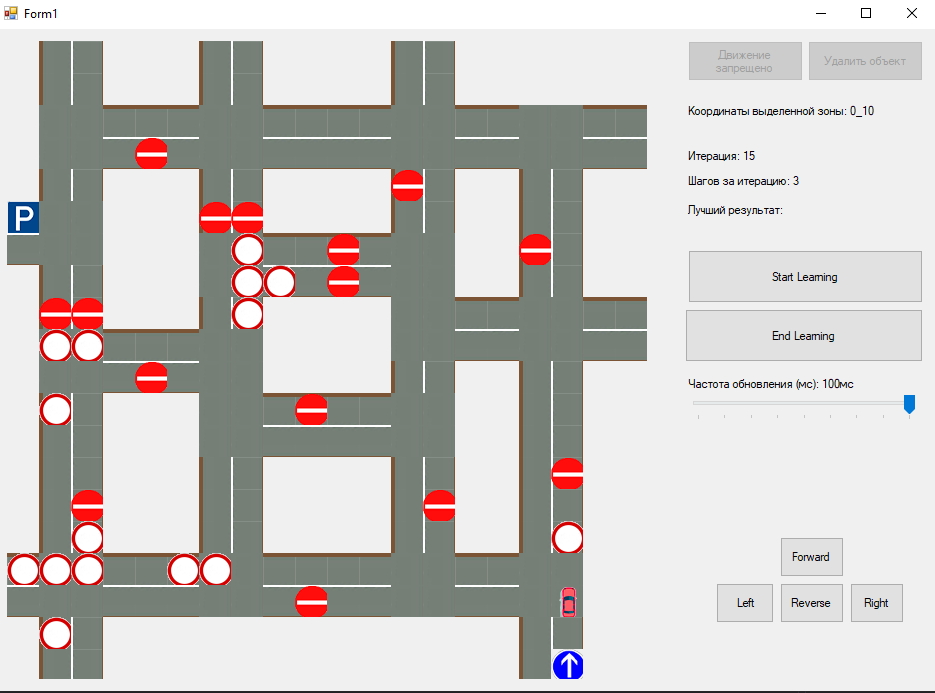 Form1
Движение
запрещено
Удалить объект
Координаты выделенной зоны: 0_10
Итерация: 15
Шагов за итерацию: 3
Лучший результат:
P
Start Learning
End Learning
Частота обновления (мс): 100мс
Forward
Left
Reverse
Right